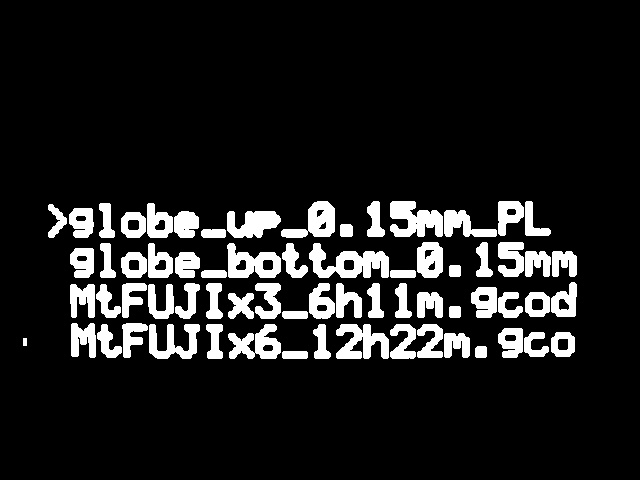 >globe_up_0.15mm_PL
globe_bottom_0.15mm
MtFUJIx3_6h11m.gcod
MtFUJIx6_12h22m.gco